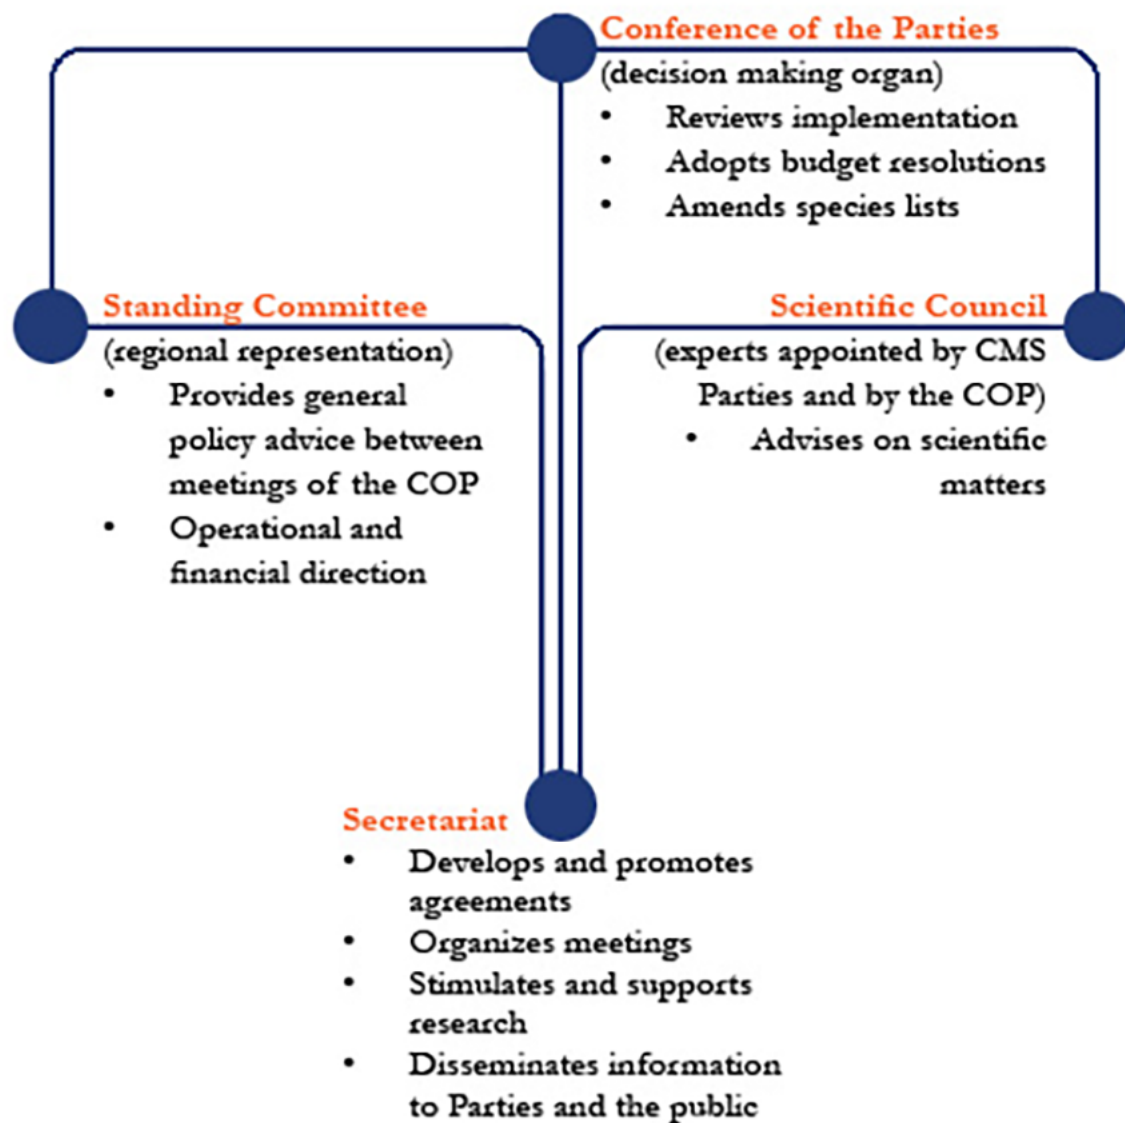 Conference of the Parties
(decision making organ)
• Reviews implementation
• Adopts budget resolutions
• Amends species lists
Standing Committee
(regional representation)
• Provides general
policy advice between
meetings of the COP
• Operational and
financial direction
Scientific Council
(experts appointed by CMS
Parties and by the COP)
• Advises on scientific
matters
Secretariat
• Develops and promotes
agreements
• Organizes meetings
• Stimulates and supports
research
• Disseminates information
to Parties and the public